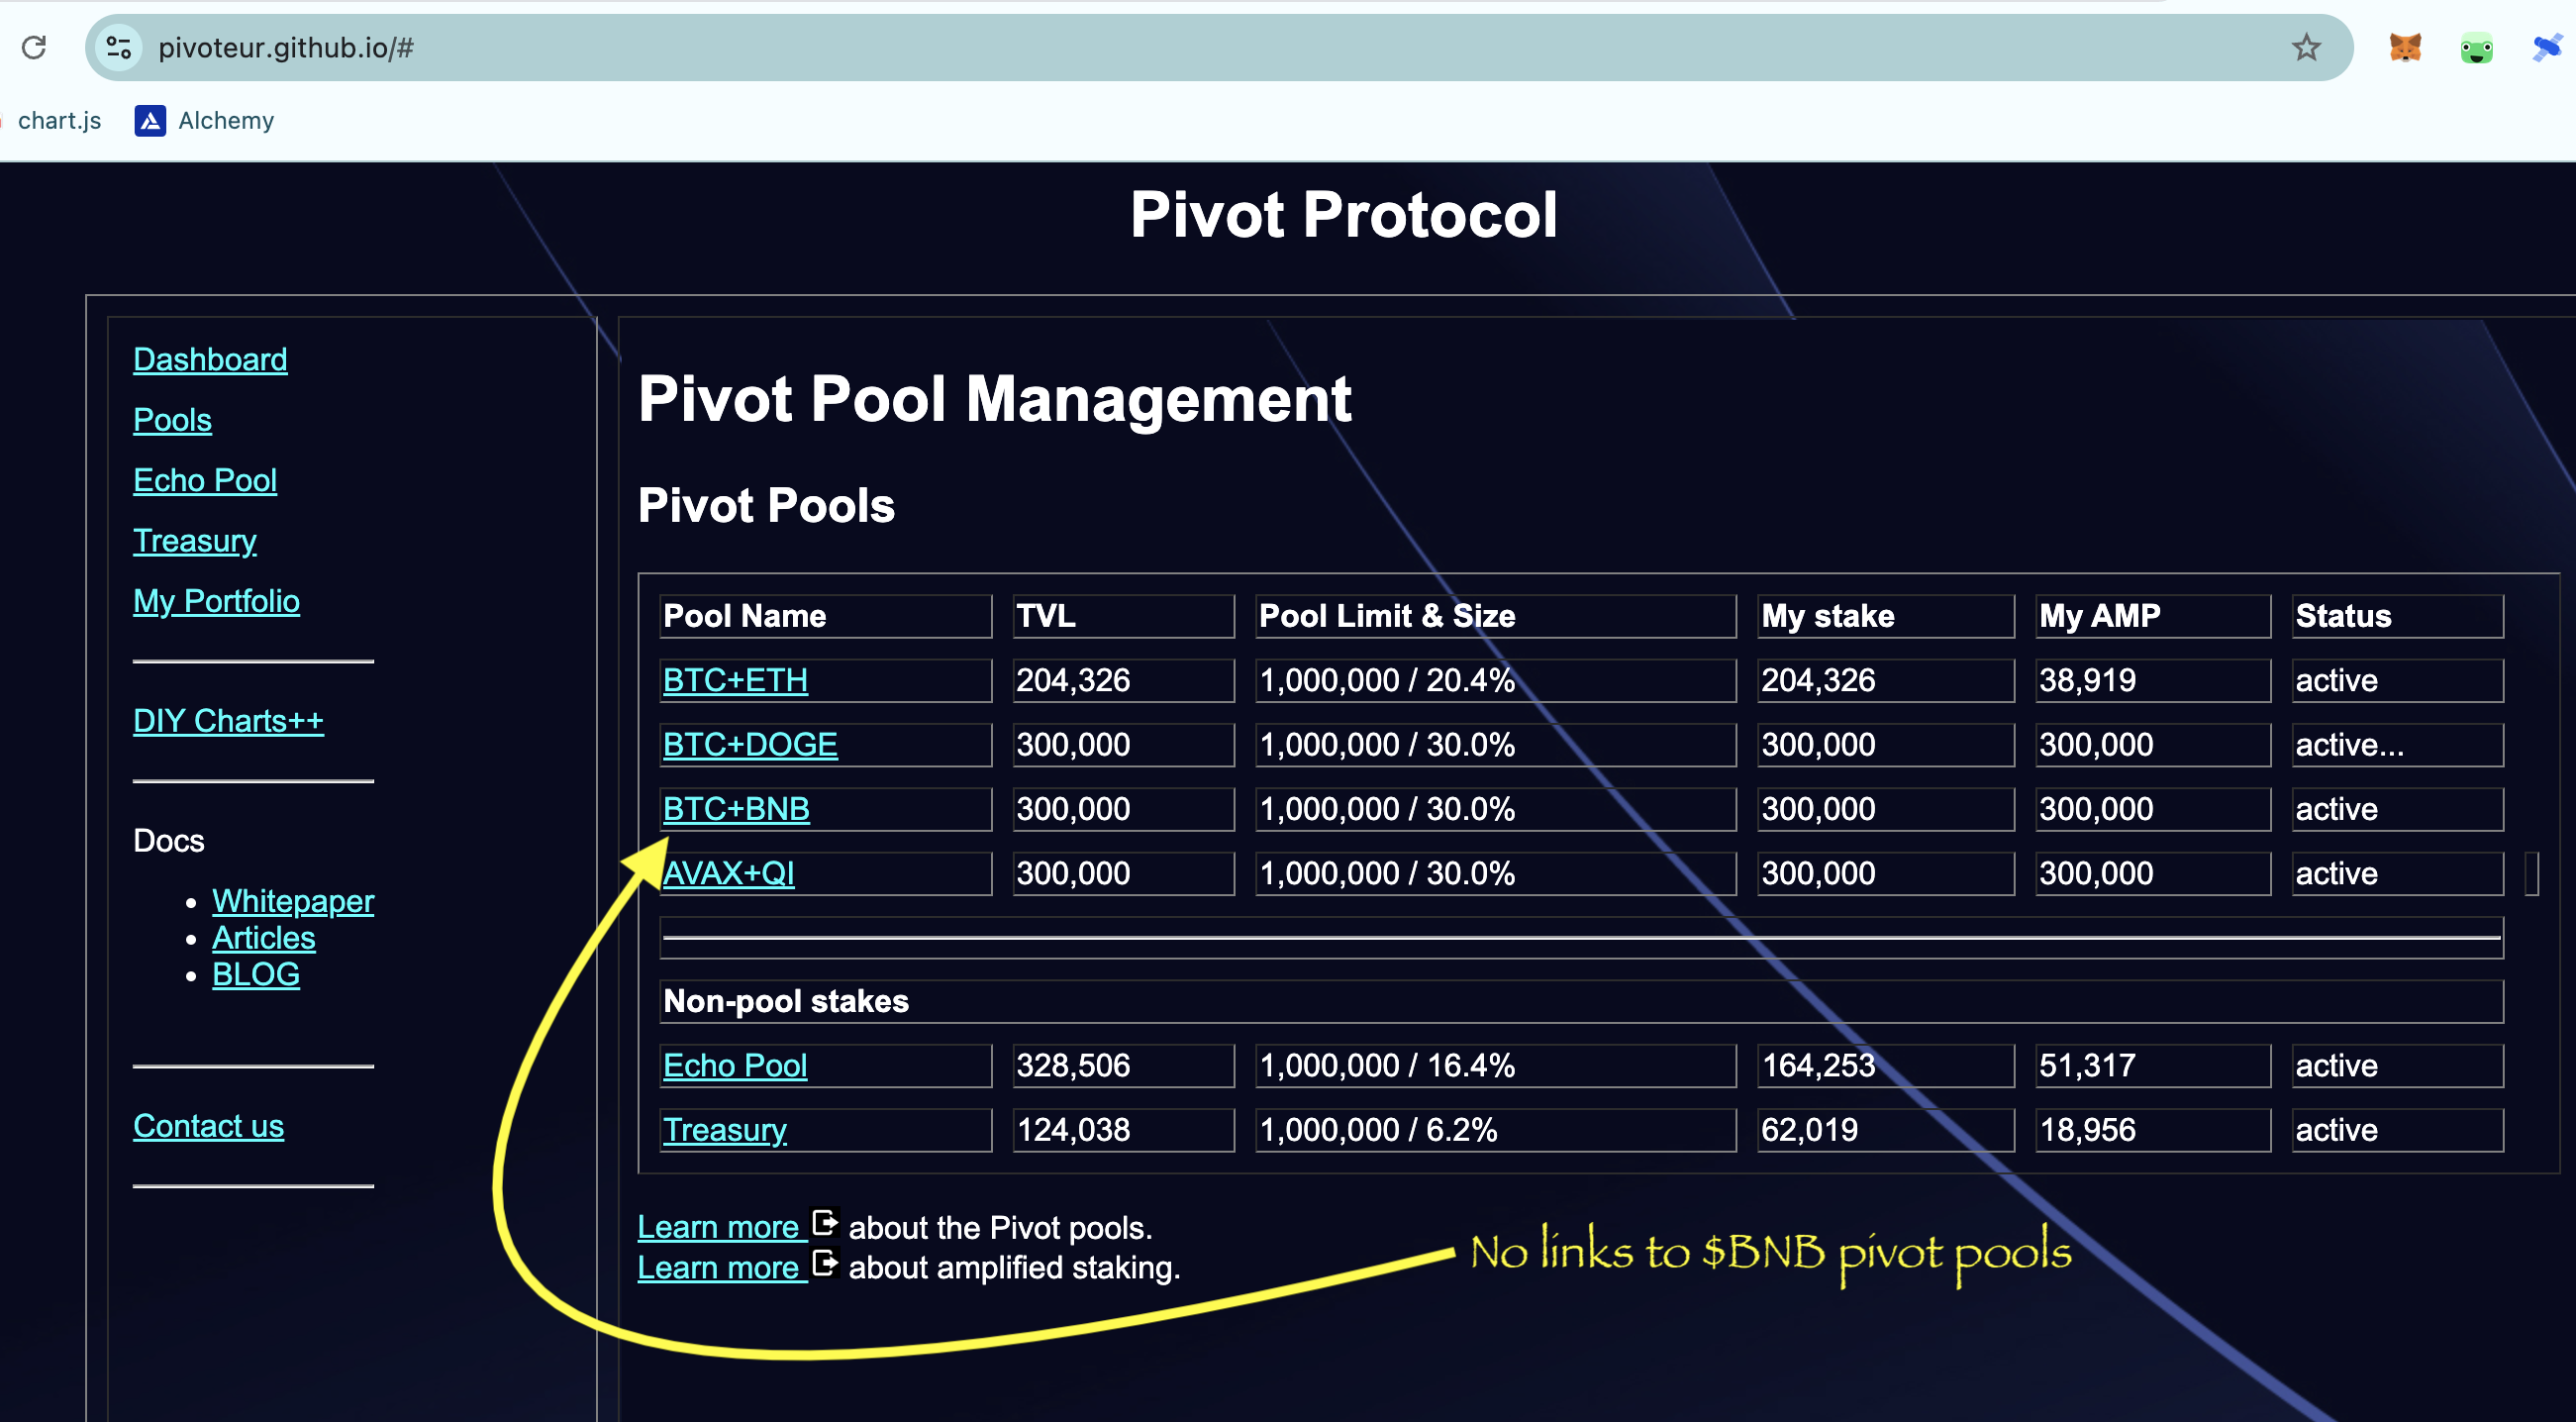 pivoteur.github.io/#
chart.js
Alchemy
Pivot Protocol
Dashboard
Pools
Echo Pool
Treasury
My Portfolio
DIY Charts++
Docs
Whitepaper
Articles
BLOG
Contact us
Pivot Pool Management
Pivot Pools
Pool Name TVL Pool Limit & Size My stake My AMP Status
BTC+ETH 204,326 1,000,000 / 20.4% 204,326 38,919 active
BTC+DOGE 300,000 1,000,000 / 30.0% 300,000 300,000 active...
BTC+BNB 300,000 1,000,000 / 30.0% 300,000 300,000 active
AVAX+QI 300,000 1,000,000 / 30.0% 300,000 300,000 active
Non-pool stakes
Echo Pool 328,506 1,000,000 / 16.4% 164,253 51,317 active
Treasury 124,038 1,000,000 / 6.2% 62,019 18,956 active
Learn more about the Pivot pools.
Learn more about amplified staking.
No links to $BNB pivot pools